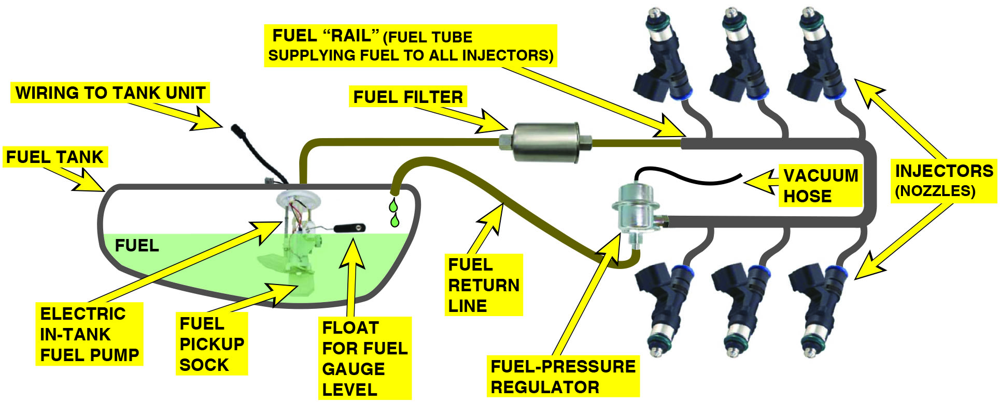 FUEL “RAIL” (FUEL TUBE
SUPPLYING FUEL TO ALL INJECTORS)
WIRING TO TANK UNIT
FUEL FILTER
FUEL TANK
INJECTORS
(NOZZLES)
VACUUM
HOSE
FUEL
FUEL
RETURN
LINE
ELECTRIC
IN-TANK
FUEL PUMP
FUEL
PICKUP
SOCK
FLOAT
FOR FUEL
GAUGE
LEVEL
FUEL-PRESSURE
REGULATOR